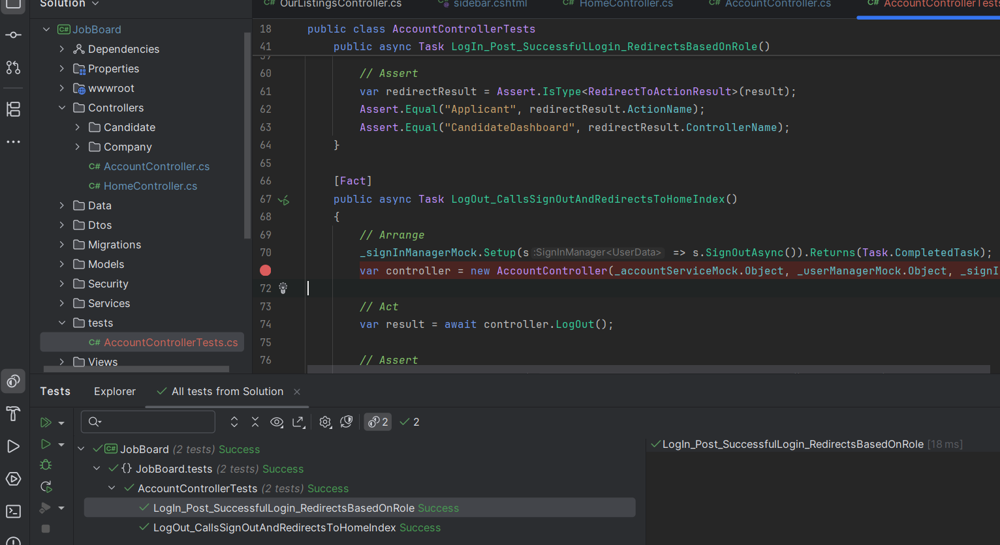 Solution
C# OurListingsController.cs
sidebar.cshtml
C# HomeController.cs
C# AccountController.cs
C# AccountControllerTests
C# JobBoard
Dependencies
Properties
wwwroot
Controllers
Candidate
Company
C# AccountController.cs
C# HomeController.cs
Data
Dtos
Migrations
Models
Security
Services
tests
C# AccountControllerTests.cs
Views
18 public class AccountControllerTests
41 public async Task LogIn_Post_SuccessfulLogin_RedirectsBasedOnRole()
59
60 // Assert
61 var redirectResult = Assert.IsType<RedirectToActionResult>(result);
62 Assert.Equal("Applicant", redirectResult.ActionName);
63 Assert.Equal("CandidateDashboard", redirectResult.ControllerName);
64 }
65
66 [Fact]
67 public async Task LogOut_CallsSignOutAndRedirectsToHomeIndex()
68 {
69 // Arrange
70 _signInManagerMock.Setup(s :SignInManager<UserData> => s.SignOutAsync()).Returns(Task.CompletedTask);
var controller = new AccountController(_accountServiceMock.Object, _userManagerMock.Object, _signI
72
73 // Act
74 var result = await controller.LogOut();
75
76 // Assert
Tests Explorer All tests from Solution
2 2
C# JobBoard (2 tests) Success
{} JobBoard.tests (2 tests) Success
AccountControllerTests (2 tests) Success
LogIn_Post_SuccessfulLogin_RedirectsBasedOnRole Success
LogOut_CallsSignOutAndRedirectsToHomeIndex Success
LogIn_Post_SuccessfulLogin_RedirectsBasedOnRole [18 ms]